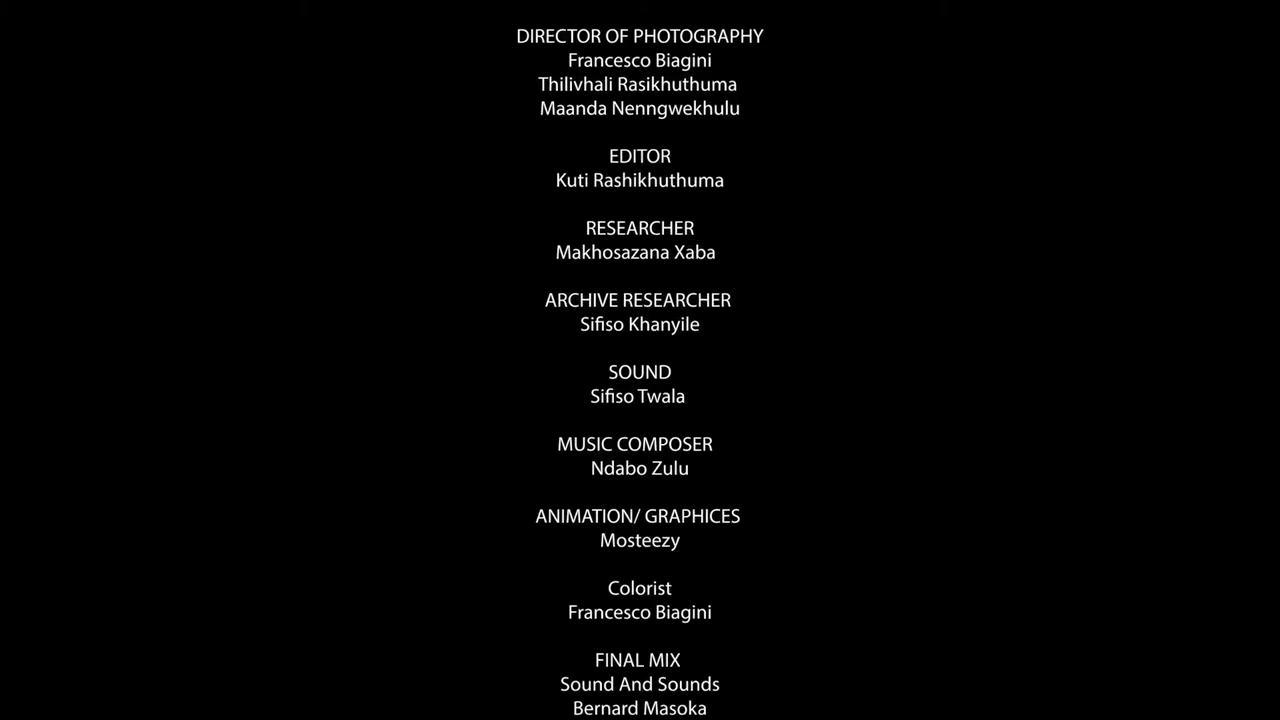 DIRECTOR OF PHOTOGRAPHY
Francesco Biagini
Thilivhali Rasikhuthuma
Maanda Nenngwekhulu
EDITOR
Kuti Rashikhuthuma
RESEARCHER
Makhosazana Xaba
ARCHIVE RESEARCHER
Sifiso Khanyile
SOUND
Sifiso Twala
MUSIC COMPOSER
Ndabo Zulu
ANIMATION/ GRAPHICES
Mosteezy
Colorist
Francesco Biagini
FINAL MIX
Sound And Sounds
Bernard Masoka